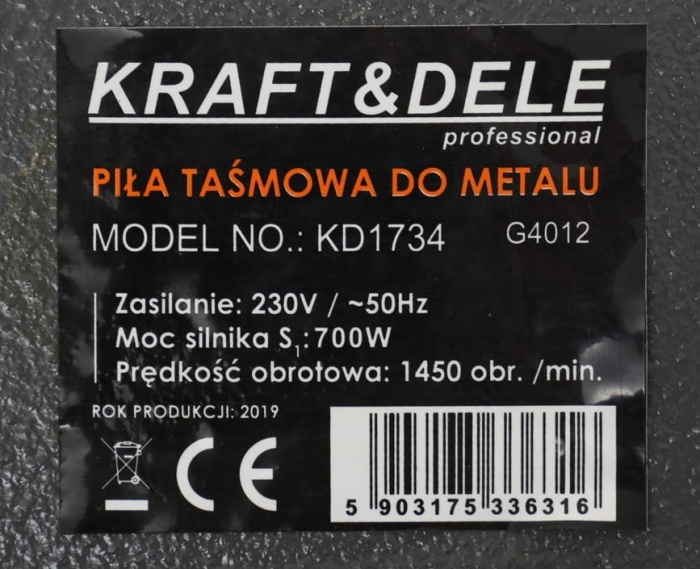 KRAFT&DELE
professional
PIŁA TAŚMOWA DO METALU
MODEL NO.: KD1734 G4012
Zasilanie: 230V / ~50Hz
Moc silnika S1:700W
Prędkość obrotowa: 1450 obr. /min.
ROK PRODUKCJI: 2019
CE
5 903175 336316